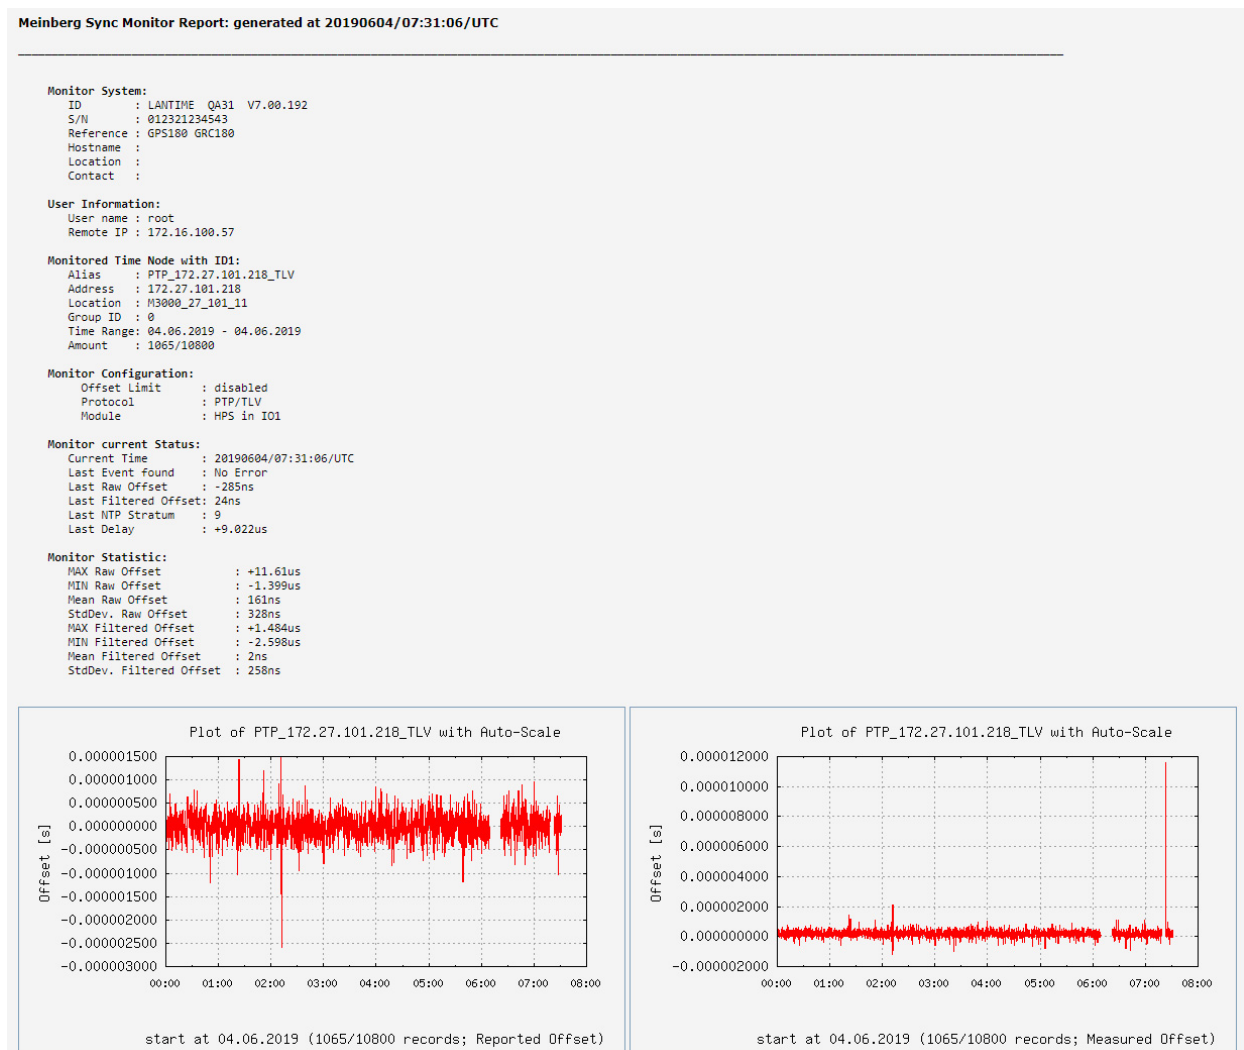 Meinberg Sync Monitor Report: generated at 20190604/07:31:06/UTC
Monitor System:
ID : LANTIME QA31 V7.00.192
S/N : 012321234543
Reference : GPS180 GRC180
Hostname :
Location :
Contact :
User Information:
User name : root
Remote IP : 172.16.100.57
Monitored Time Node with ID1:
Alias : PTP_172.27.101.218_TLV
Address : 172.27.101.218
Location : M3000_27_101_11
Group ID : 0
Time Range: 04.06.2019 - 04.06.2019
Amount : 1065/10800
Monitor Configuration:
Offset Limit : disabled
Protocol : PTP/TLV
Module : HPS in IO1
Monitor current Status:
Current Time : 20190604/07:31:06/UTC
Last Event found : No Error
Last Raw Offset : -285ns
Last Filtered Offset: 24ns
Last NTP Stratum : 9
Last Delay : +9.022us
Monitor Statistic:
MAX Raw Offset : +11.61us
MIN Raw Offset : -1.399us
Mean Raw Offset : 161ns
StdDev. Raw Offset : 328ns
MAX Filtered Offset : +1.484us
MIN Filtered Offset : -2.598us
Mean Filtered Offset : 2ns
StdDev. Filtered Offset : 258ns
Plot of PTP_172.27.101.218_TLV with Auto-Scale
0.000001500
0.000001000
0.000000500
0.000000000
-0.000000500
-0.000001000
-0.000001500
-0.000002000
-0.000002500
-0.000003000
Offset [s]
00:00 01:00 02:00 03:00 04:00 05:00 06:00 07:00 08:00
start at 04.06.2019 (1065/10800 records; Reported Offset)
Plot of PTP_172.27.101.218_TLV with Auto-Scale
0.000012000
0.000010000
0.000008000
0.000006000
0.000004000
0.000002000
0.000000000
-0.000002000
Offset [s]
00:00 01:00 02:00 03:00 04:00 05:00 06:00 07:00 08:00
start at 04.06.2019 (1065/10800 records; Measured Offset)